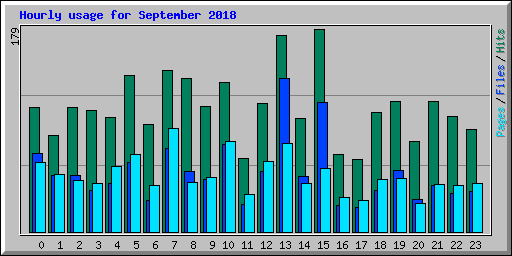 Hourly usage for September 2018
179
Pages/Files/Hits
0 1 2 3 4 5 6 7 8 9 10 11 12 13 14 15 16 17 18 19 20 21 22 23